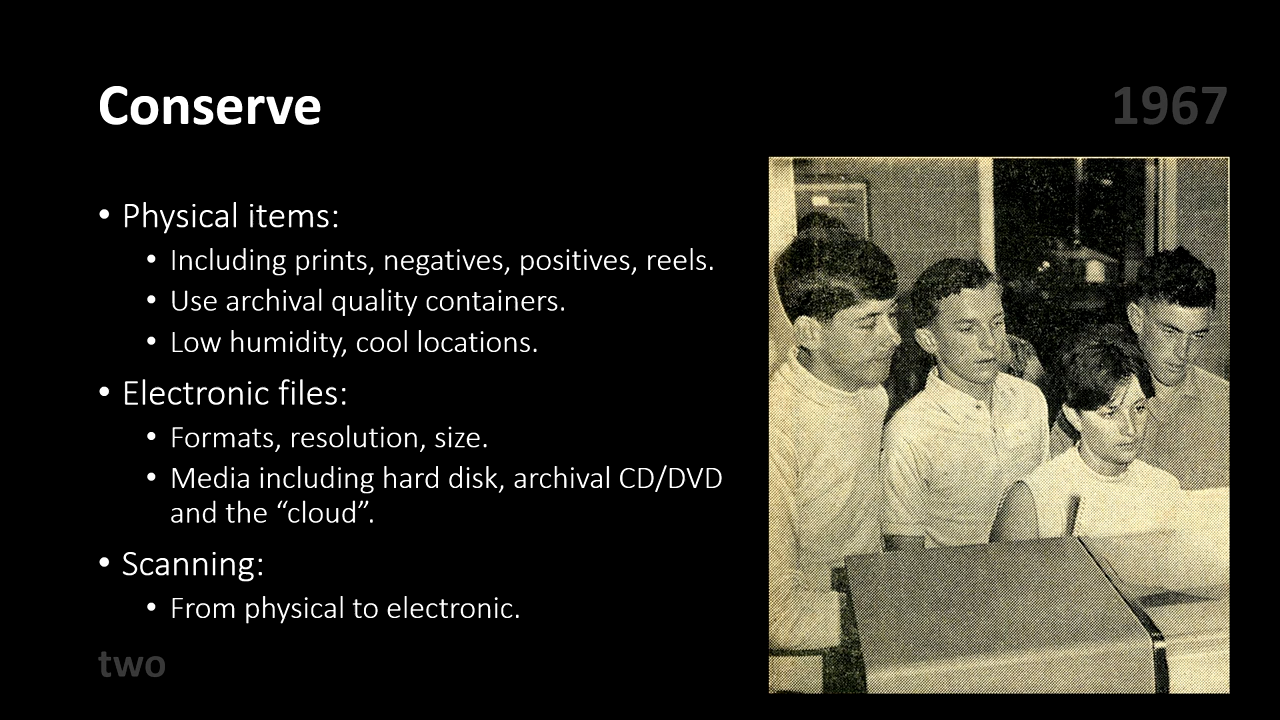 Conserve
1967
• Physical items:
• Including prints, negatives, positives, reels.
• Use archival quality containers.
• Low humidity, cool locations.
• Electronic files:
• Formats, resolution, size.
• Media including hard disk, archival CD/DVD
and the “cloud”.
• Scanning:
• From physical to electronic.
two